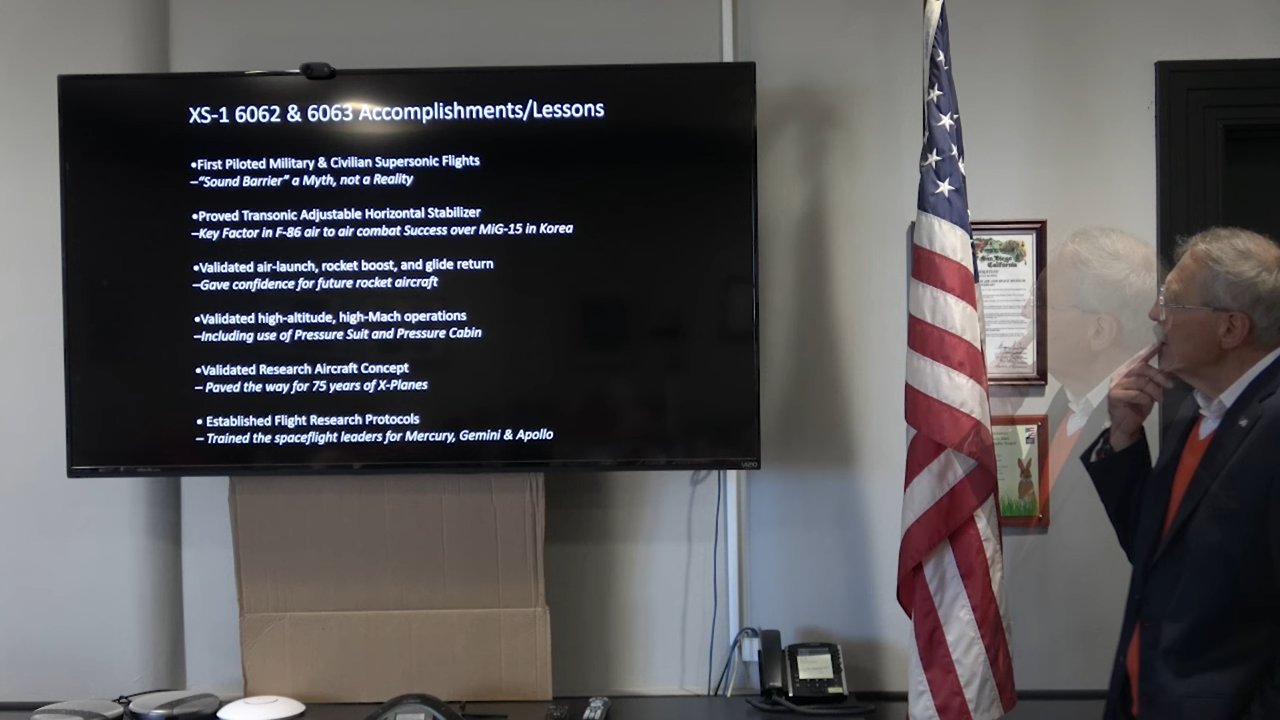 XS-1 6062 & 6063 Accomplishments/Lessons
•First Piloted Military & Civilian Supersonic Flights
–“Sound Barrier” a Myth, not a Reality
•Proved Transonic Adjustable Horizontal Stabilizer
–Key Factor in F-86 air to air combat Success over MiG-15 in Korea
•Validated air-launch, rocket boost, and glide return
–Gave confidence for future rocket aircraft
•Validated high-altitude, high-Mach operations
–Including use of Pressure Suit and Pressure Cabin
•Validated Research Aircraft Concept
– Paved the way for 75 years of X-Planes
• Established Flight Research Protocols
– Trained the spaceflight leaders for Mercury, Gemini & Apollo
VIZIO
San Diego
California